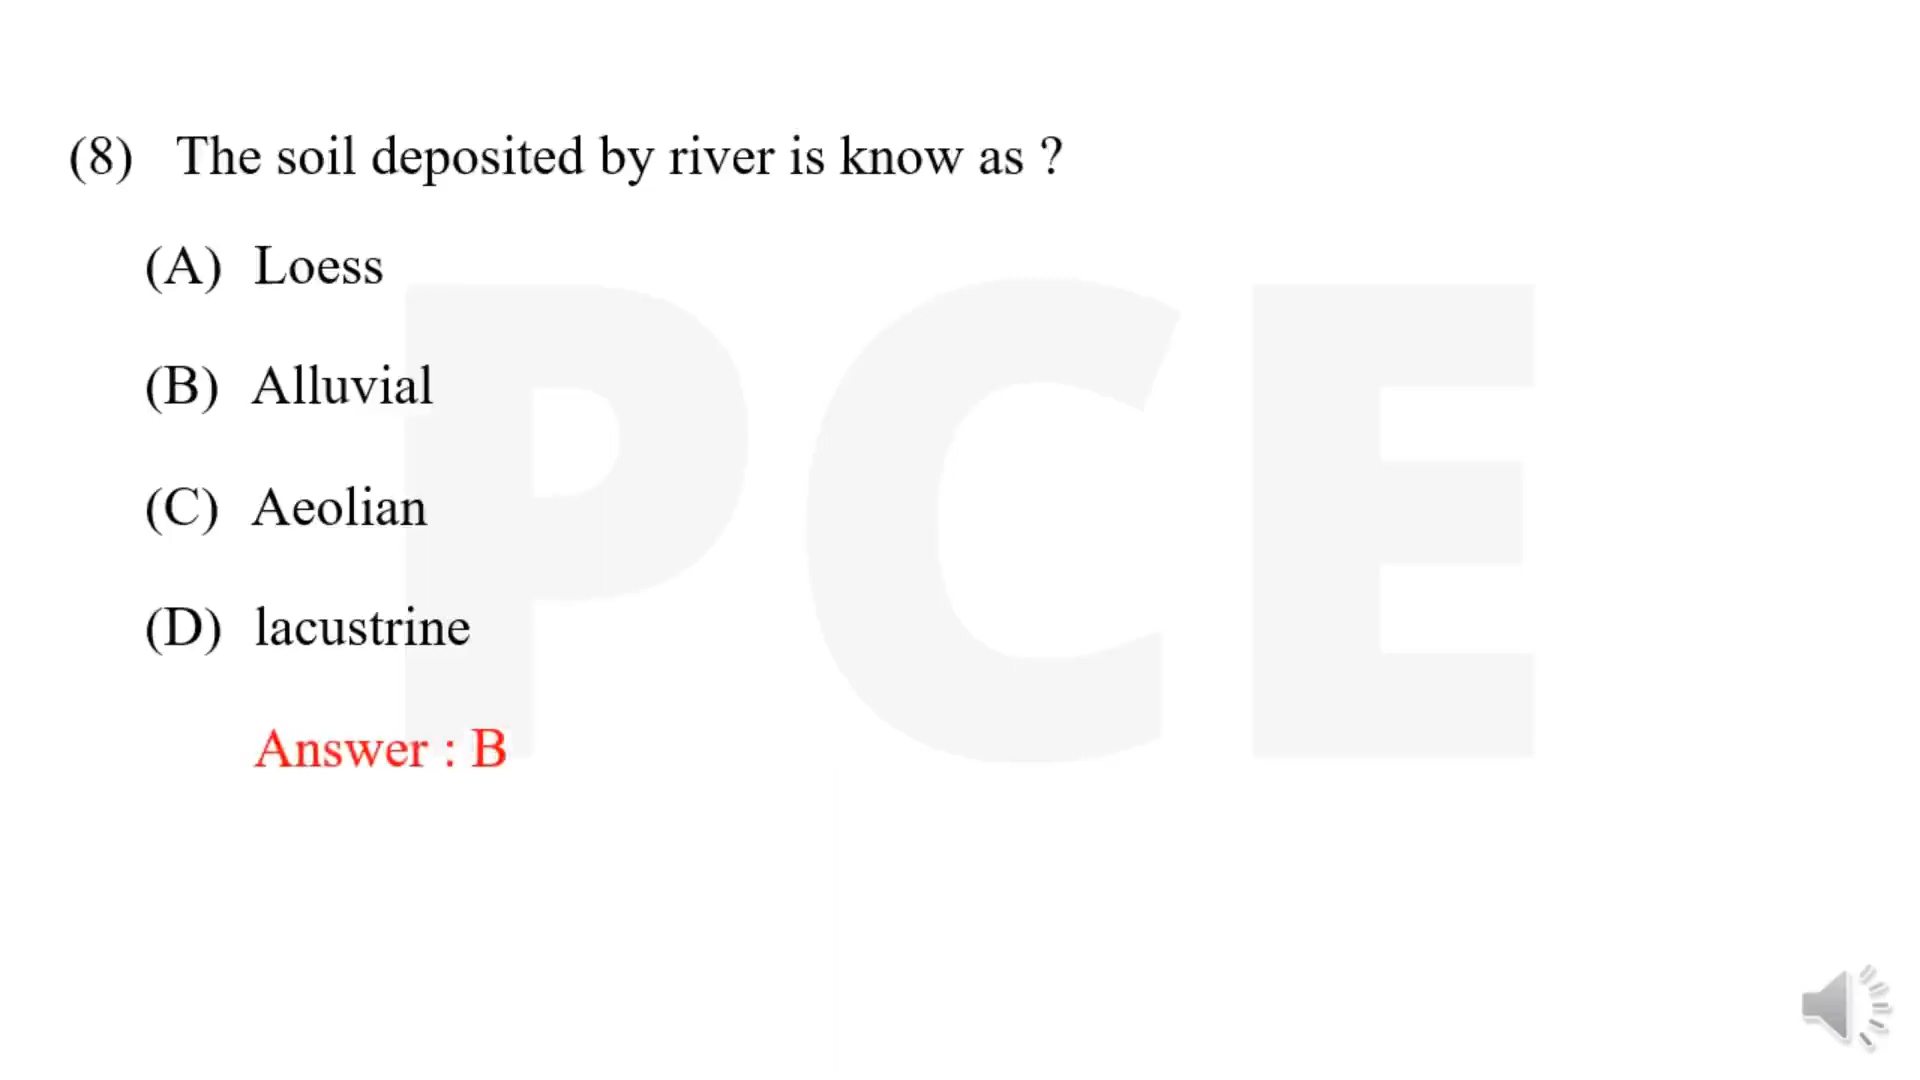 (8) The soil deposited by river is know as ?
(A) Loess
(B) Alluvial
(C) Aeolian
(D) lacustrine
Answer : B
PCE